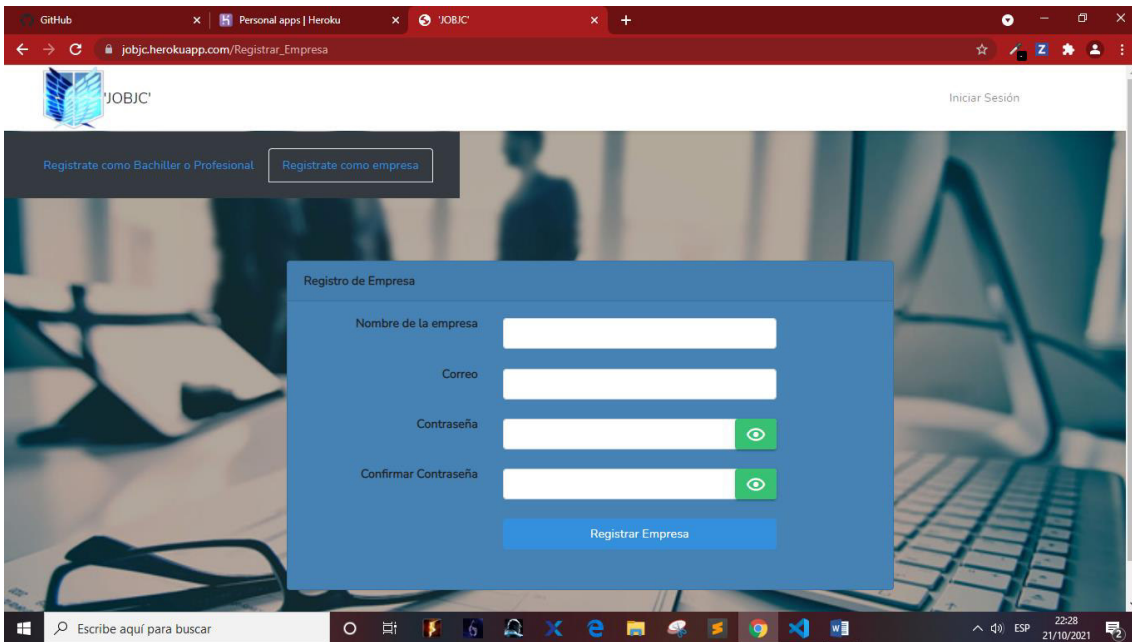 GitHub
Personal apps | Heroku
'JOBJC'
jobjc.herokuapp.com/Registrar_Empresa
'JOBJC'
Iniciar Sesión
Registrate como Bachiller o Profesional
Registrate como empresa
Registro de Empresa
Nombre de la empresa
Correo
Contraseña
Confirmar Contraseña
Registrar Empresa
Escribe aquí para buscar
ESP
22:28
21/10/2021